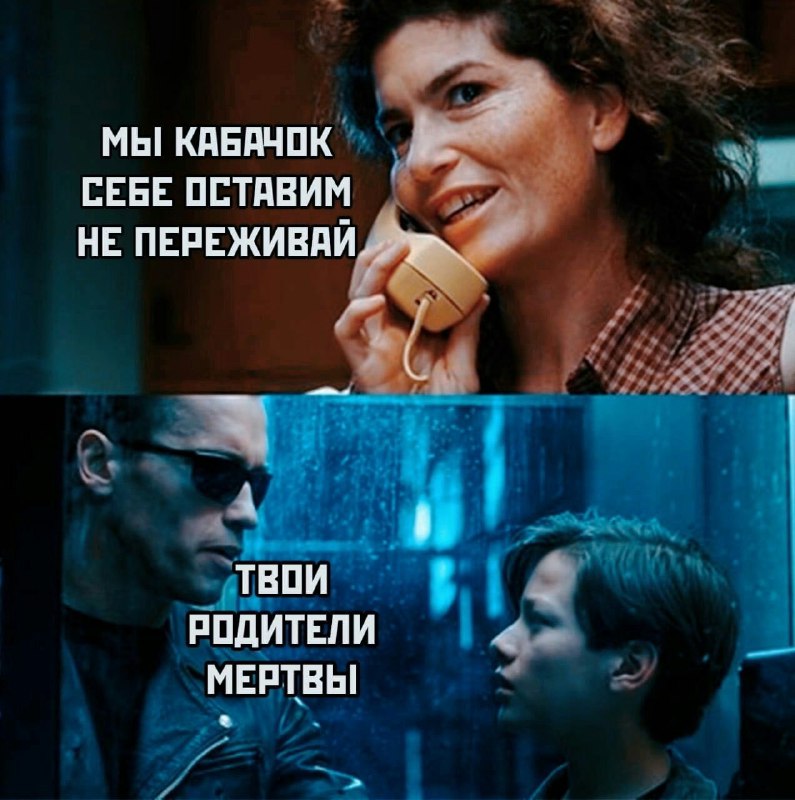 МЫ КАБАЧОК
СЕБЕ ОСТАВИМ
НЕ ПЕРЕЖИВАЙ
ТВОИ
РОДИТЕЛИ
МЕРТВЫ